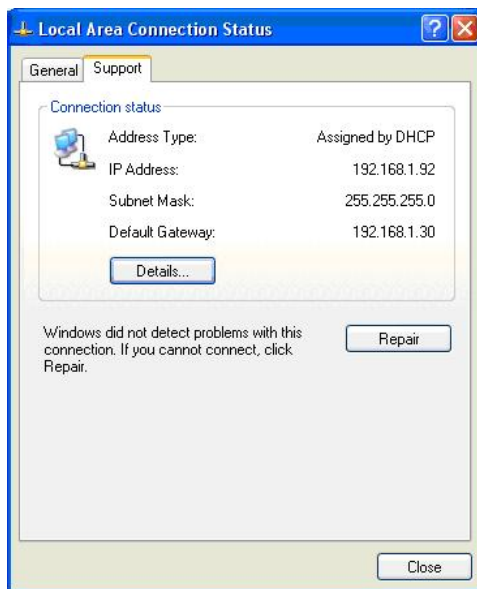 Local Area Connection Status
General Support
Connection status
Address Type: Assigned by DHCP
IP Address: 192.168.1.92
Subnet Mask: 255.255.255.0
Default Gateway: 192.168.1.30
Details...
Windows did not detect problems with this
connection. If you cannot connect, click
Repair.
Repair
Close